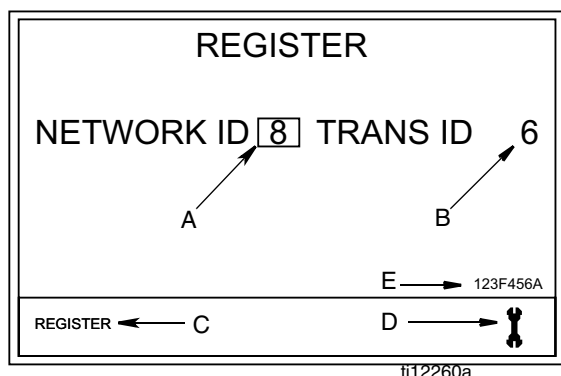 REGISTER
NETWORK ID 8 TRANS ID 6
A
B
E 123F456A
REGISTER C D
ti12260a